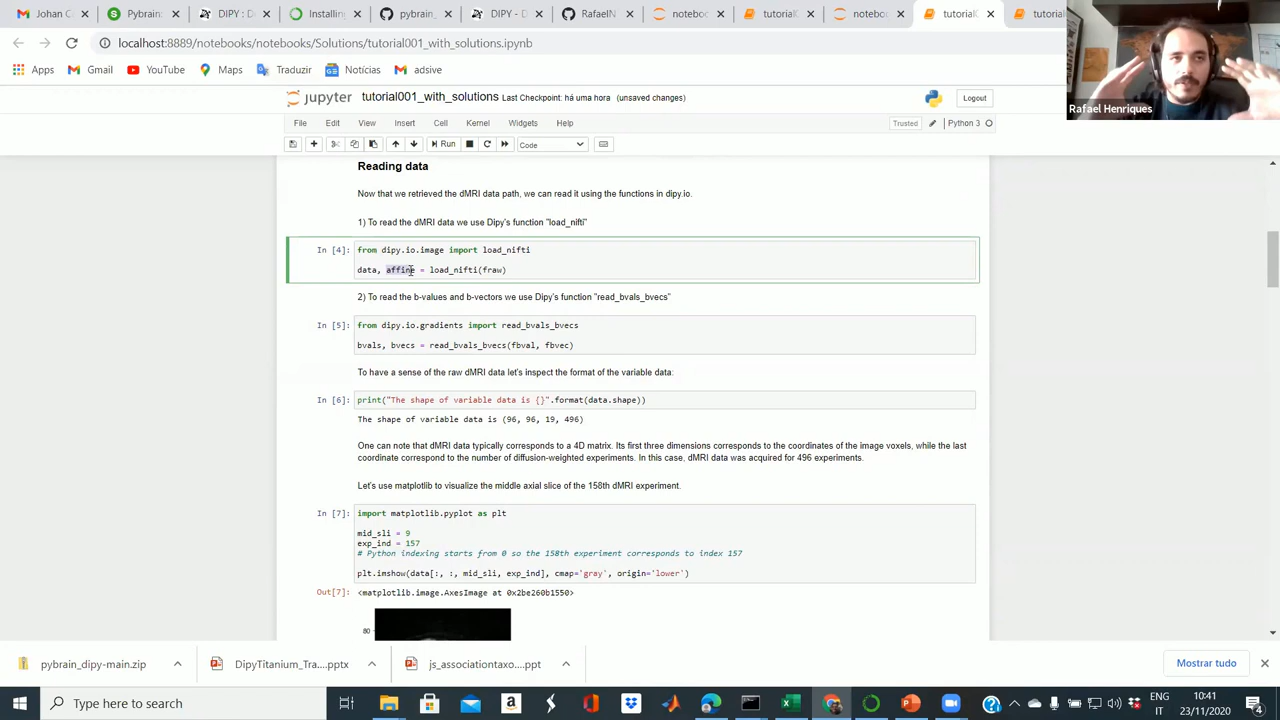 Johan C
Pybrain
DIPY : D
Installing
pybrain_
DIPY -
RafaelN
noteboo
tutoriaK
noteboo
tutoriaK
tutoriaK
localhost:8889/notebooks/notebooks/Solutions/tutorial001_with_solutions.ipynb
Apps
Gmail
YouTube
Maps
Traduzir
Notícias
adsive
Rafael Henriques
jupyter tutorial001_with_solutions Last Checkpoint: há uma hora (unsaved changes)
Logout
File Edit View Insert Cell Kernel Widgets Help
Trusted
Python 3
Run
Code
Reading data
Now that we retrieved the dMRI data path, we can read it using the functions in dipy.io.
1) To read the dMRI data we use Dipy's function "load_nifti"
In [4]: from dipy.io.image import load_nifti
data, affine = load_nifti(fraw)
2) To read the b-values and b-vectors we use Dipy's function "read_bvals_bvecs"
In [5]: from dipy.io.gradients import read_bvals_bvecs
bvals, bvecs = read_bvals_bvecs(fbval, fbvec)
To have a sense of the raw dMRI data let's inspect the format of the variable data:
In [6]: print("The shape of variable data is {}".format(data.shape))
The shape of variable data is (96, 96, 19, 496)
One can note that dMRI data typically corresponds to a 4D matrix. Its first three dimensions corresponds to the coordinates of the image voxels, while the last
coordinate correspond to the number of diffusion-weighted experiments. In this case, dMRI data was acquired for 496 experiments.
Let's use matplotlib to visualize the middle axial slice of the 158th dMRI experiment.
In [7]: import matplotlib.pyplot as plt
mid_sli = 9
exp_ind = 157
# Python indexing starts from 0 so the 158th experiment corresponds to index 157
plt.imshow(data[:, :, mid_sli, exp_ind], cmap='gray', origin='lower')
Out[7]: <matplotlib.image.AxesImage at 0x2be260b1550>
80
pybrain_dipy-main.zip
DipyTitanium_Tra....pptx
js_associationtaxo....ppt
Mostrar tudo
Type here to search
ENG
IT
10:41
23/11/2020